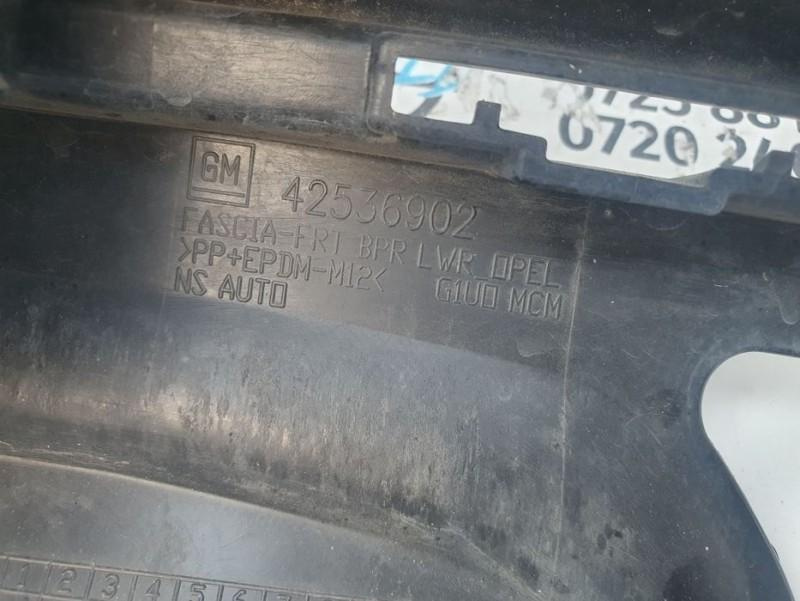 0720
GM
42536902
FASCIA-FRT BPR LWR OPEL
>PP+EPDM-M12< G1UO MCM
NS AUTO
1 2 3 4 5 6 7